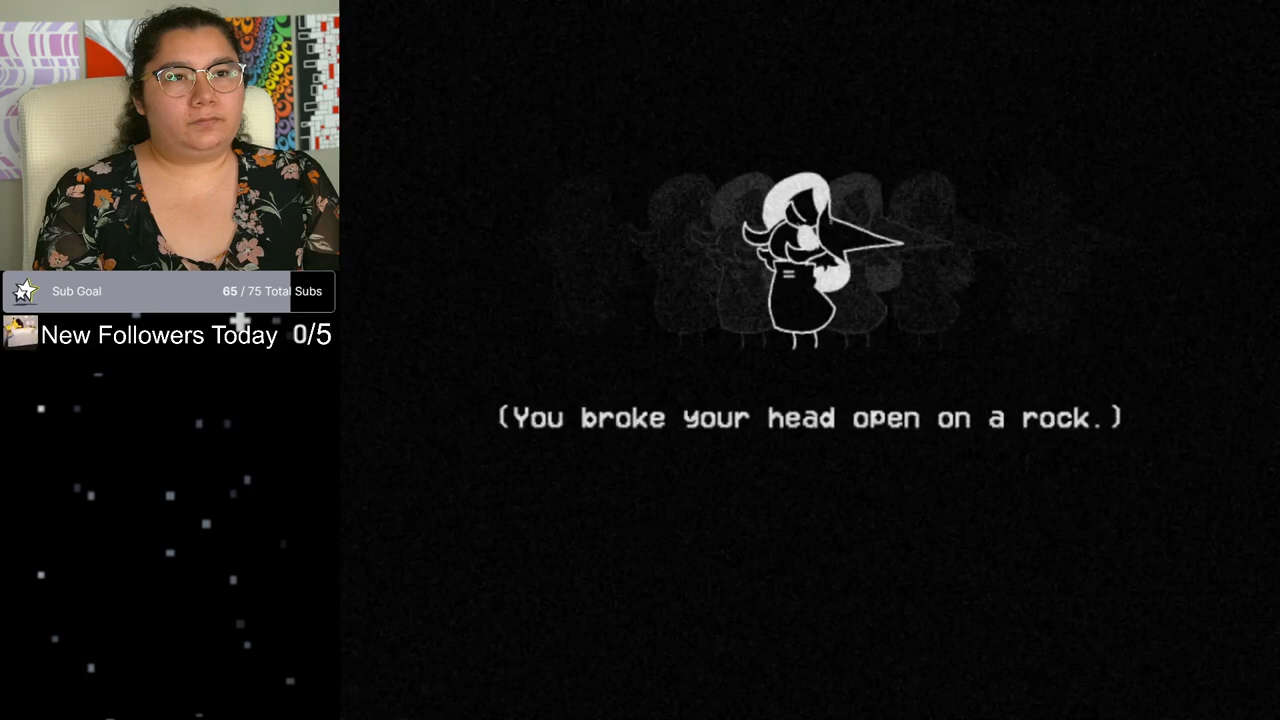 Sub Goal 65 / 75 Total Subs
New Followers Today 0/5
(You broke your head open on a rock.)